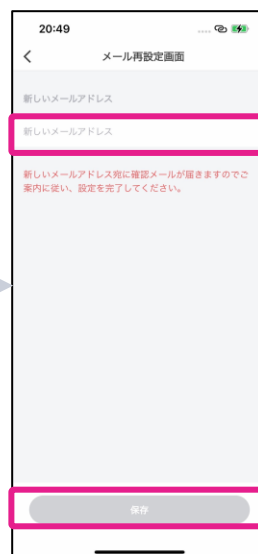 20:49
メール再設定画面
新しいメールアドレス
新しいメールアドレス
新しいメールアドレス宛に確認メールが届きますのでご
案内に従い、設定を完了してください。
保存